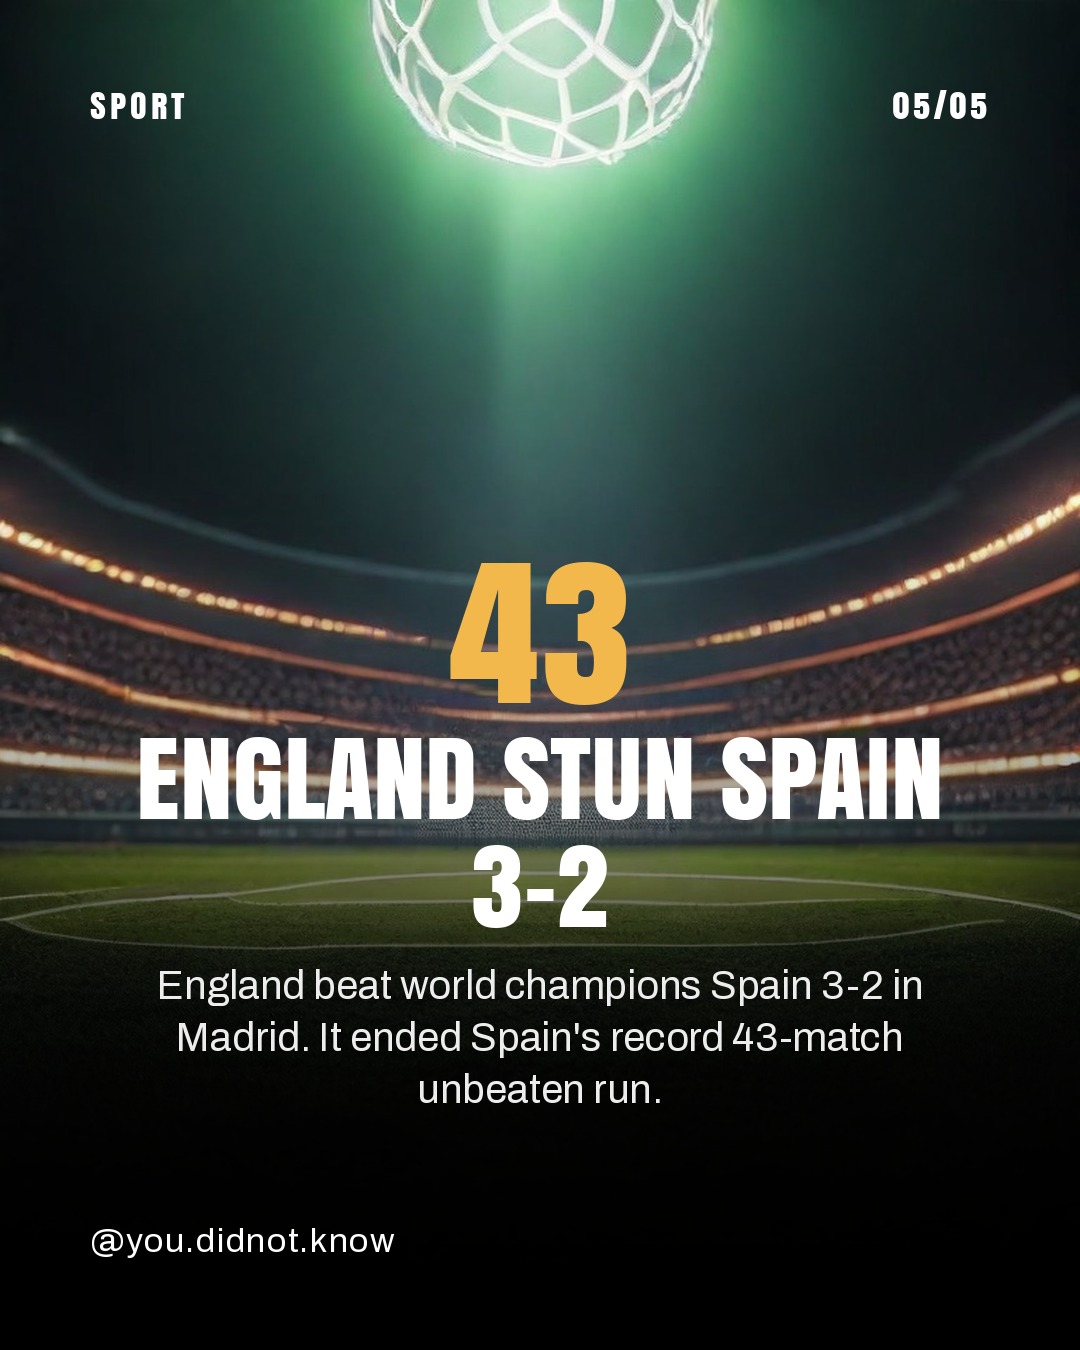 SPORT
05/05
43
ENGLAND STUN SPAIN
3-2
England beat world champions Spain 3-2 in
Madrid. It ended Spain's record 43-match
unbeaten run.
@you.didnot.know